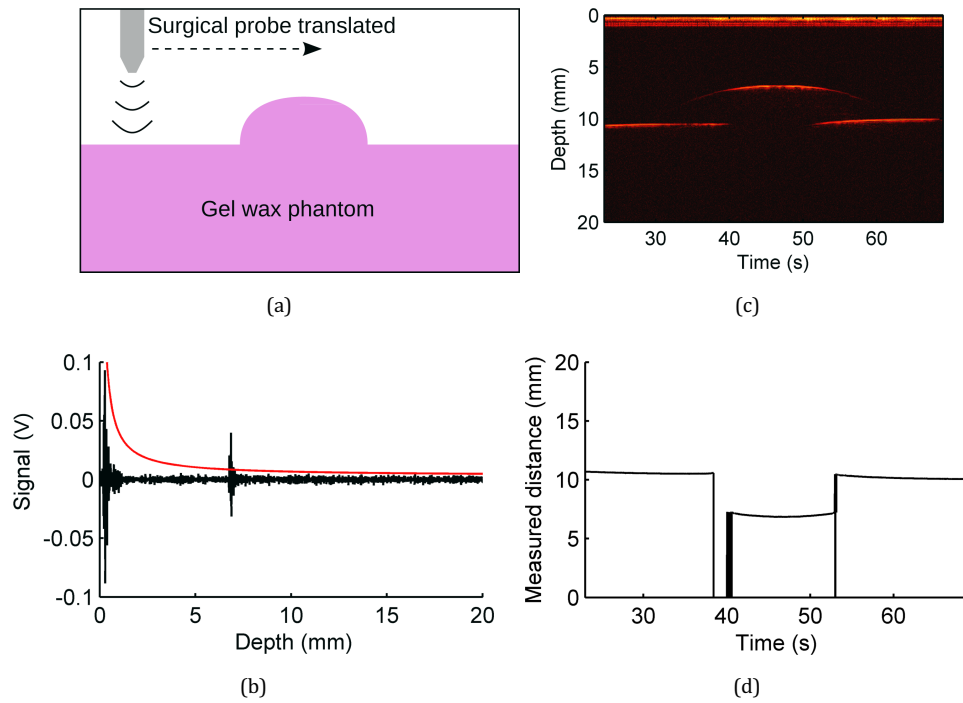 Surgical probe translated
Gel wax phantom
(a)
0
5
10
15
20
Depth (mm)
30
40
50
60
Time (s)
(c)
0.1
0.05
0
-0.05
-0.1
Signal (V)
0
5
10
15
20
Depth (mm)
(b)
20
15
10
5
0
Measured distance (mm)
30
40
50
60
Time (s)
(d)